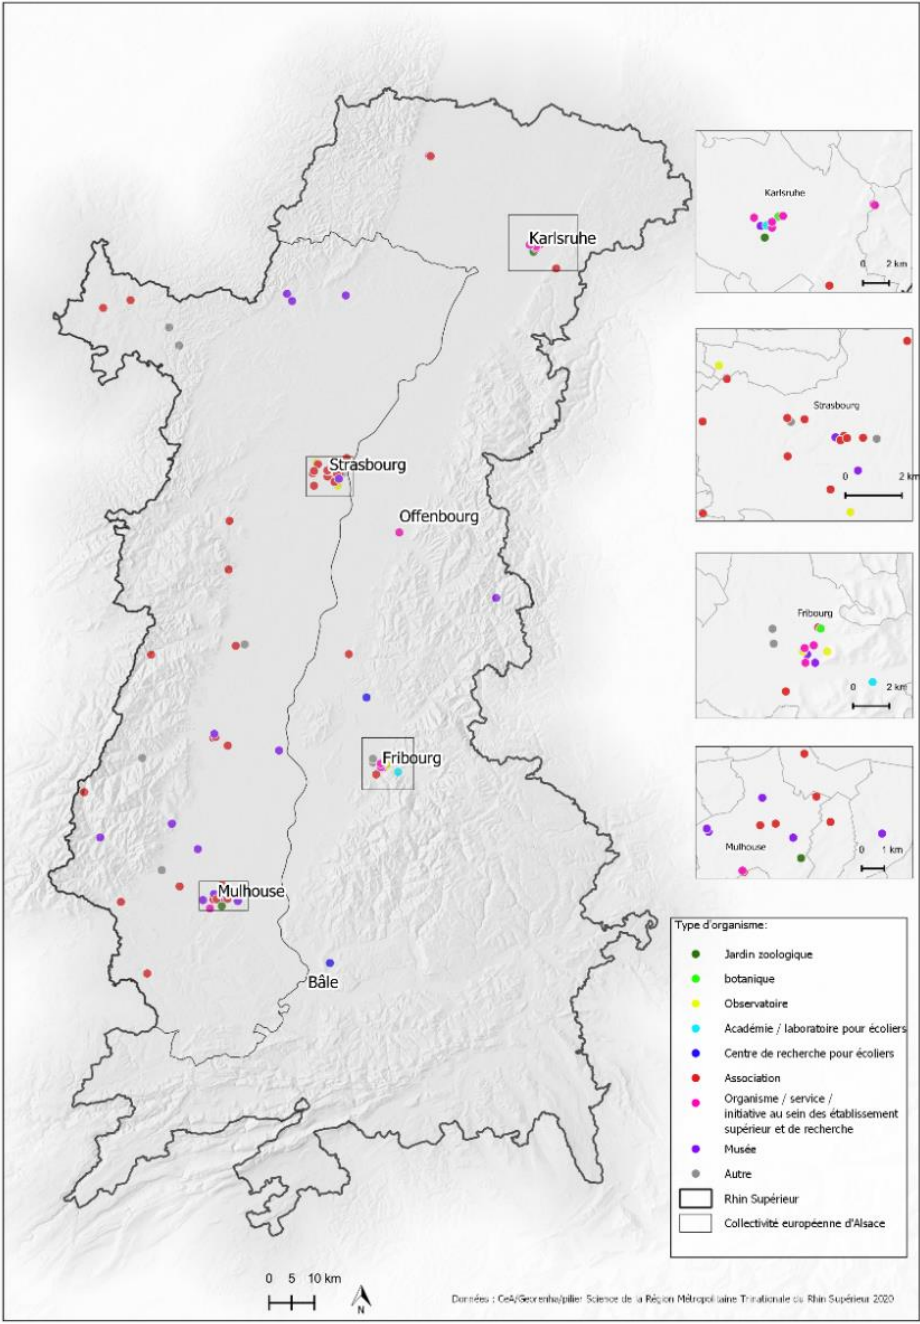 Karlsruhe
Strasbourg
Offenbourg
Fribourg
Mulhouse
Bâle
Karlsruhe
0 2 km
Strasbourg
0 2 km
Fribourg
0 2 km
Mulhouse
0 1 km
Type d'organisme:
Jardin zoologique
botanique
Observatoire
Académie / laboratoire pour écoliers
Centre de recherche pour écoliers
Association
Organisme / service /
initiative au sein des établissement
supérieur et de recherche
Musée
Autre
Rhin Supérieur
Collectivité européenne d'Alsace
0 5 10 km
N
Données : CeA/Georenha/pilier Science de la Région Métropolitaine Trinationale du Rhin Supérieur 2020